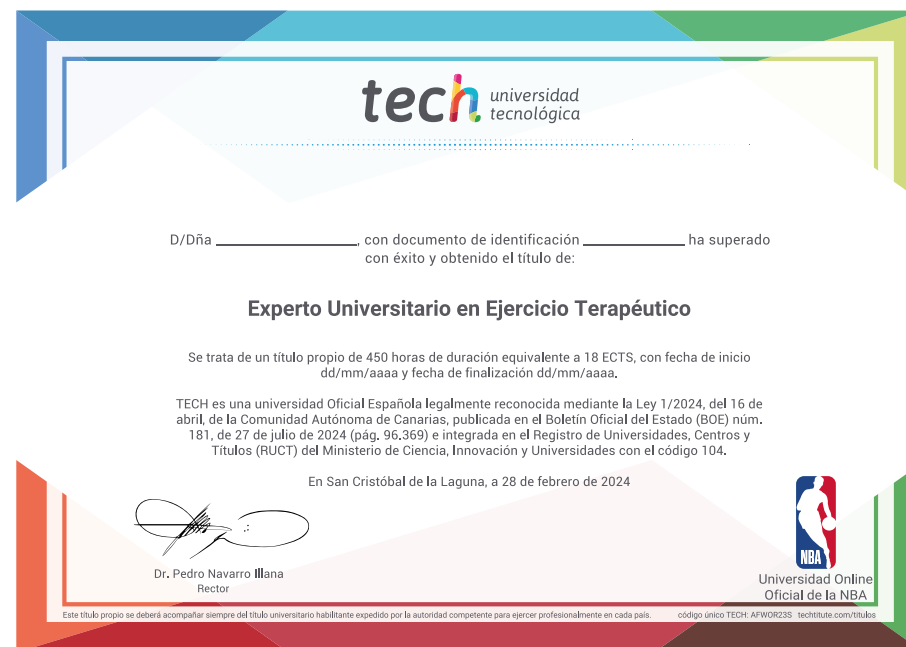 tech universidad
tecnológica
D/Dña ____________, con documento de identificación ____________ ha superado
con éxito y obtenido el título de:
Experto Universitario en Ejercicio Terapéutico
Se trata de un título propio de 450 horas de duración equivalente a 18 ECTS, con fecha de inicio
dd/mm/aaaa y fecha de finalización dd/mm/aaaa.
TECH es una universidad Oficial Española legalmente reconocida mediante la Ley 1/2024, del 16 de
abril, de la Comunidad Autónoma de Canarias, publicada en el Boletín Oficial del Estado (BOE) núm.
181, de 27 de julio de 2024 (pág. 96.369) e integrada en el Registro de Universidades, Centros y
Títulos (RUCT) del Ministerio de Ciencia, Innovación y Universidades con el código 104.
En San Cristóbal de la Laguna, a 28 de febrero de 2024
Dr. Pedro Navarro Illana
Rector
NBA
Universidad Online
Oficial de la NBA
Este título propio se deberá acompañar siempre del título universitario habilitante expedido por la autoridad competente para ejercer profesionalmente en cada país. código único TECH: AFWOR23S techtitute.com/titulos